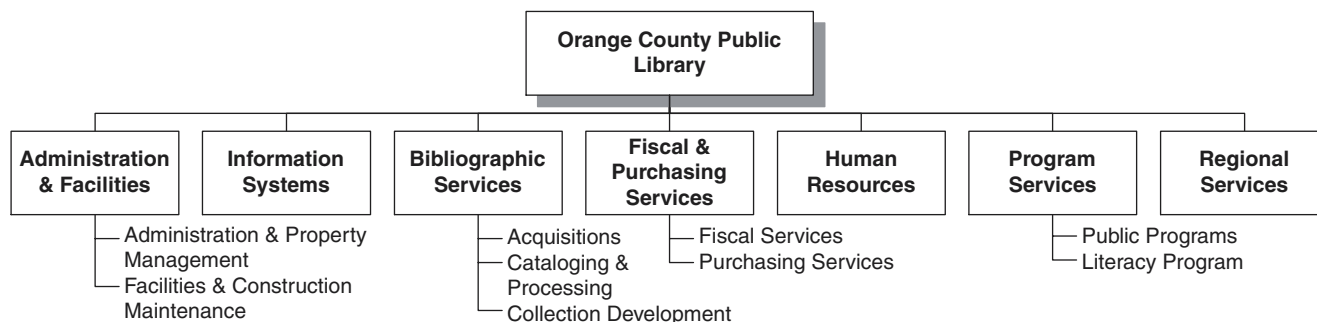 Orange County Public
Library
Administration
& Facilities
Information
Systems
Bibliographic
Services
Fiscal &
Purchasing
Services
Human
Resources
Program
Services
Regional
Services
Administration & Property
Management
Facilities & Construction
Maintenance
Acquisitions
Cataloging &
Processing
Collection Development
Fiscal Services
Purchasing Services
Public Programs
Literacy Program